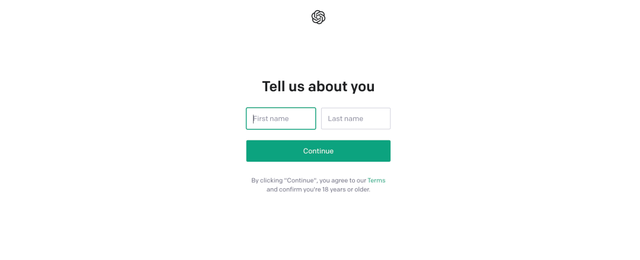 Tell us about you
First name Last name
Continue
By clicking "Continue", you agree to our Terms
and confirm you're 18 years or older.